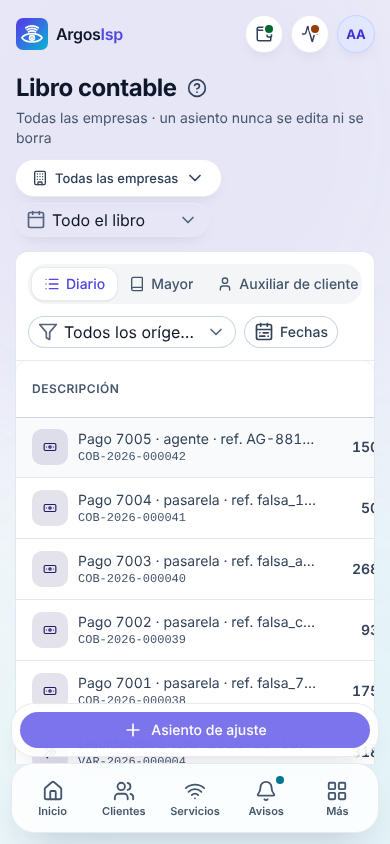 ArgosIsp
AA
Libro contable
Todas las empresas · un asiento nunca se edita ni se
borra
Todas las empresas
Todo el libro
Diario
Mayor
Auxiliar de cliente
Todos los oríge...
Fechas
DESCRIPCIÓN
Pago 7005 · agente · ref. AG-881...
COB-2026-000042
150
Pago 7004 · pasarela · ref. falsa_1...
COB-2026-000041
50
Pago 7003 · pasarela · ref. falsa_a...
COB-2026-000040
268
Pago 7002 · pasarela · ref. falsa_c...
COB-2026-000039
93
Pago 7001 · pasarela · ref. falsa_7...
COB-2026-000038
175
Asiento de ajuste
VAR-2026-000004
Inicio
Clientes
Servicios
Avisos
Más